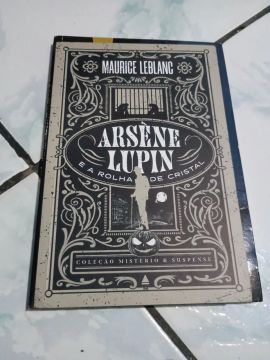 MAURICE LEBLANC
ARSÈNE
LUPIN
E A ROLHA DE CRISTAL
COLEÇÃO MISTÉRIO & SUSPENSE